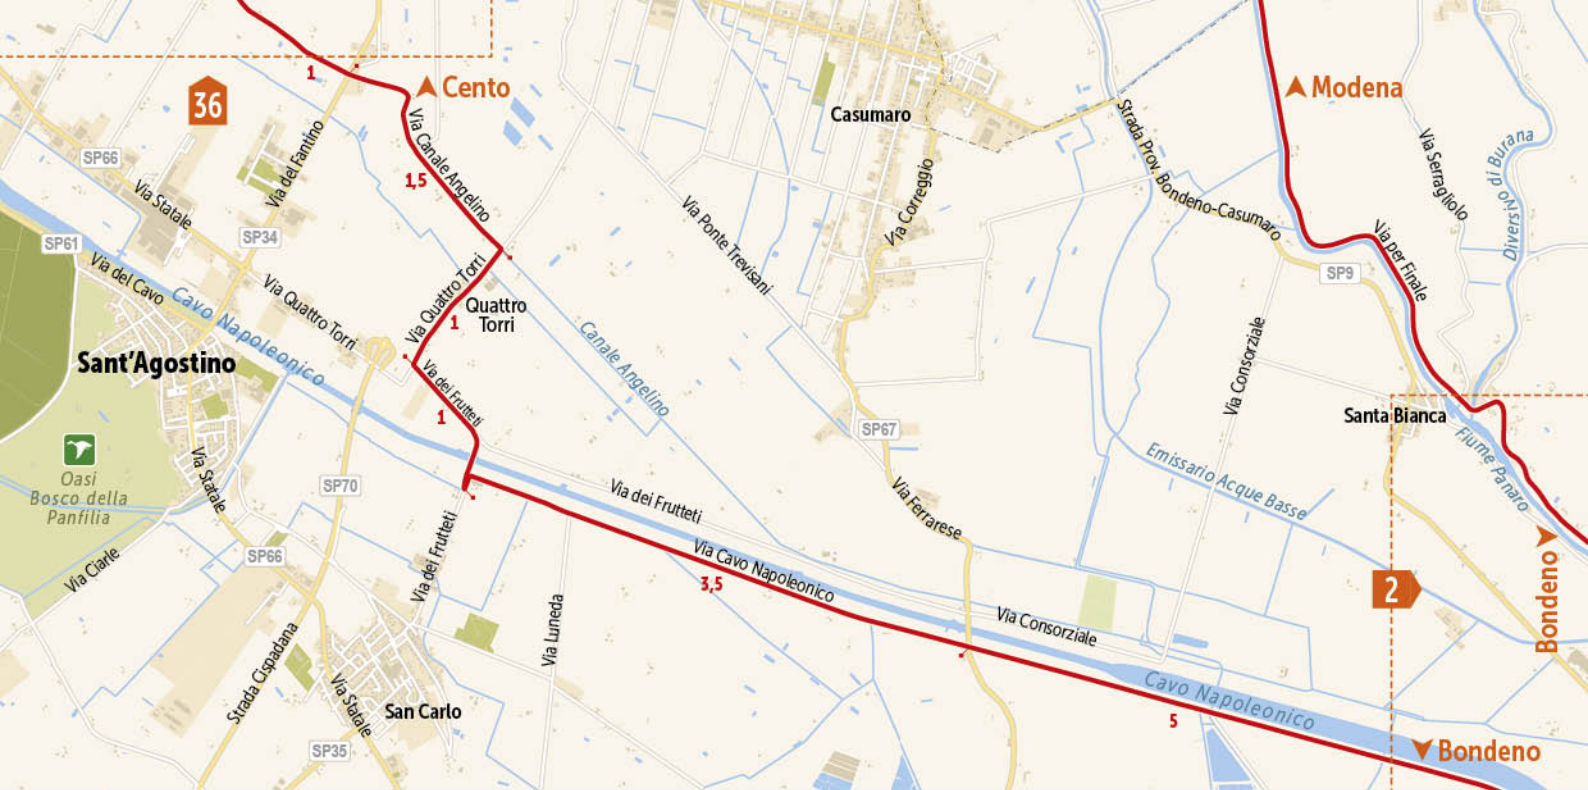 1
Cento
36
Casumaro
Modena
SP66
Via Statale
Via del Fantino
Via Canale Angelino
1,5
Via Correggio
Strada Prov. Bondeno-Casumaro
Via Serragliolo
Diversivo di Burana
SP61
SP34
Via del Cavo
Via Quattro Torri
Via Quattro Torri
Quattro
Torri
1
Via Ponte Trevisani
Via per Finale
SP9
Cavo Napoleonico
Sant'Agostino
Via dei Frutteti
1
Canale Angelino
Via Consorziale
Santa Bianca
SP67
Fiume Panaro
Emissario Acque Basse
Oasi
Bosco della
Panfilia
Via Statale
SP70
Via dei Frutteti
Via Ferrarese
Via Ciarle
SP66
Via dei Frutteti
Via Cavo Napoleonico
3,5
2
Bondeno
Via Luneda
Via Consorziale
Strada Cispadana
Via Statale
San Carlo
Cavo Napoleonico
5
SP35
Bondeno